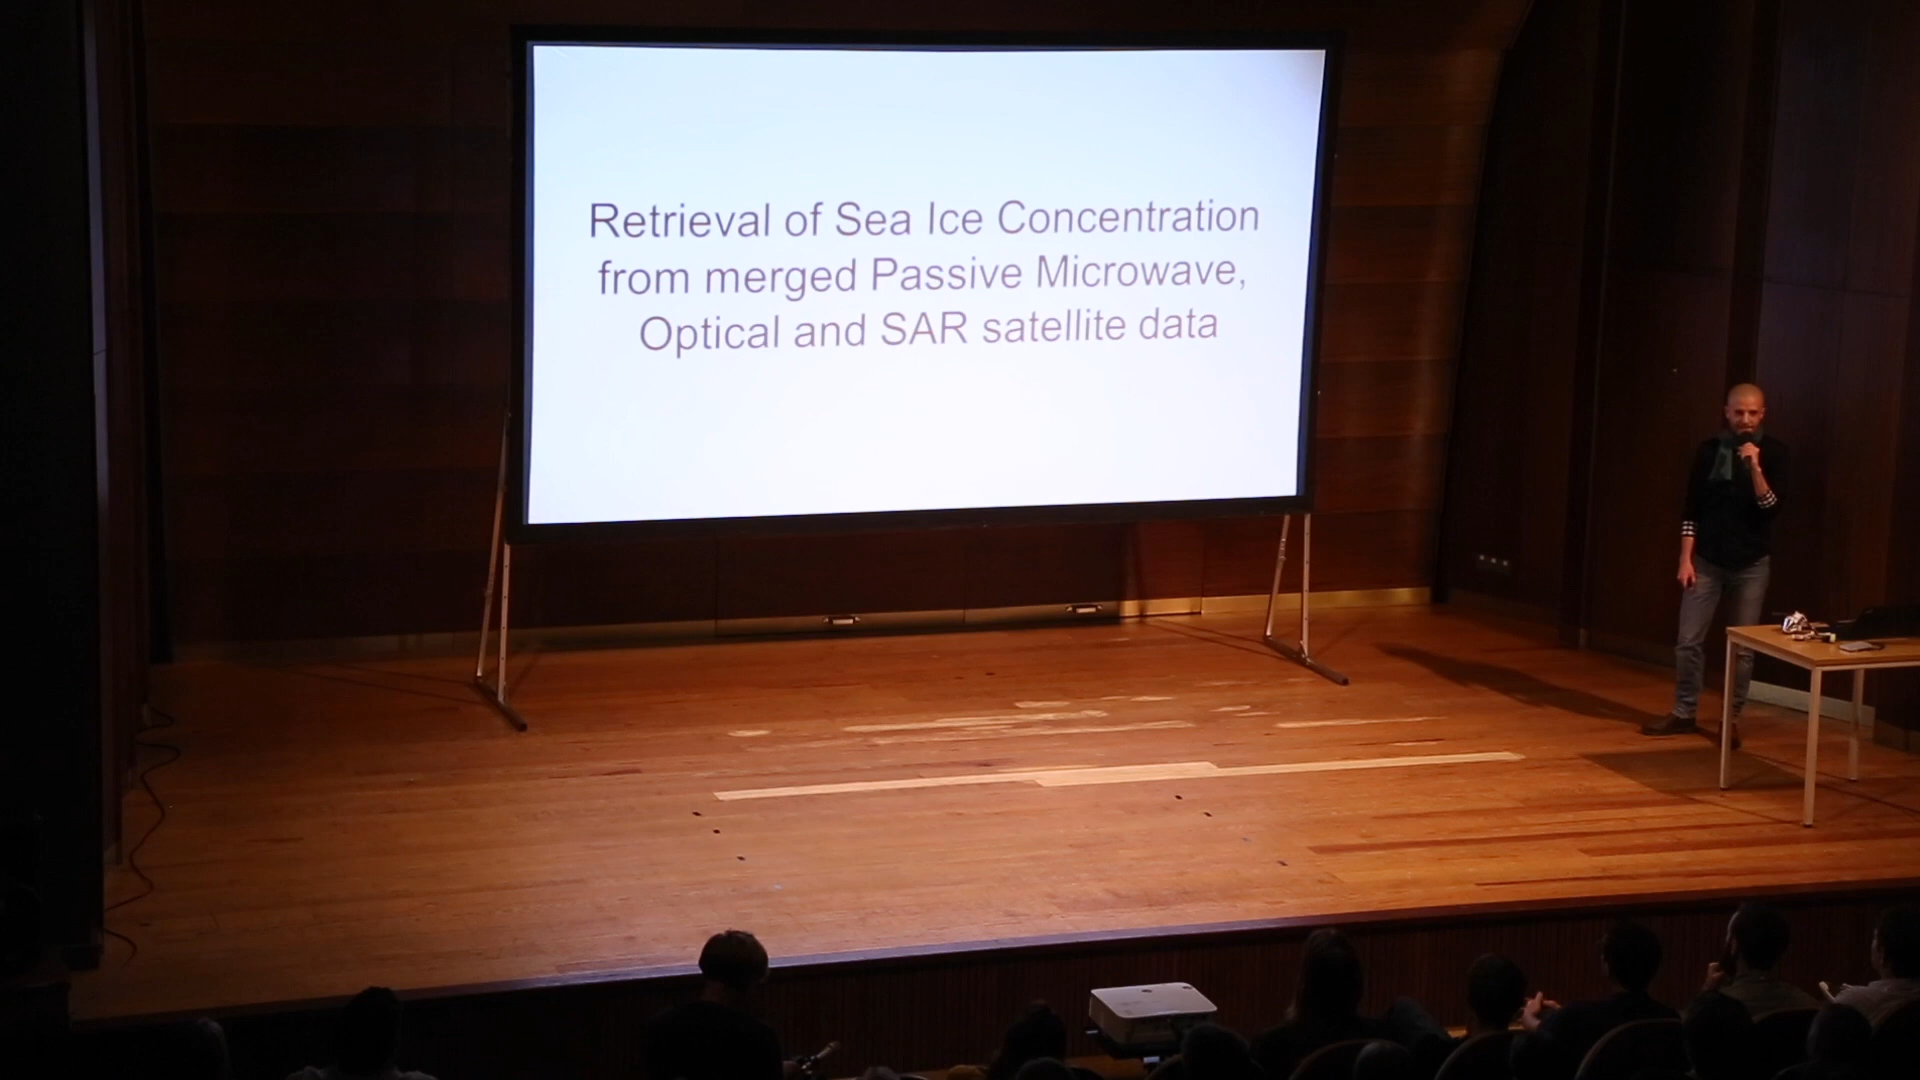 Retrieval of Sea Ice Concentration
from merged Passive Microwave,
Optical and SAR satellite data